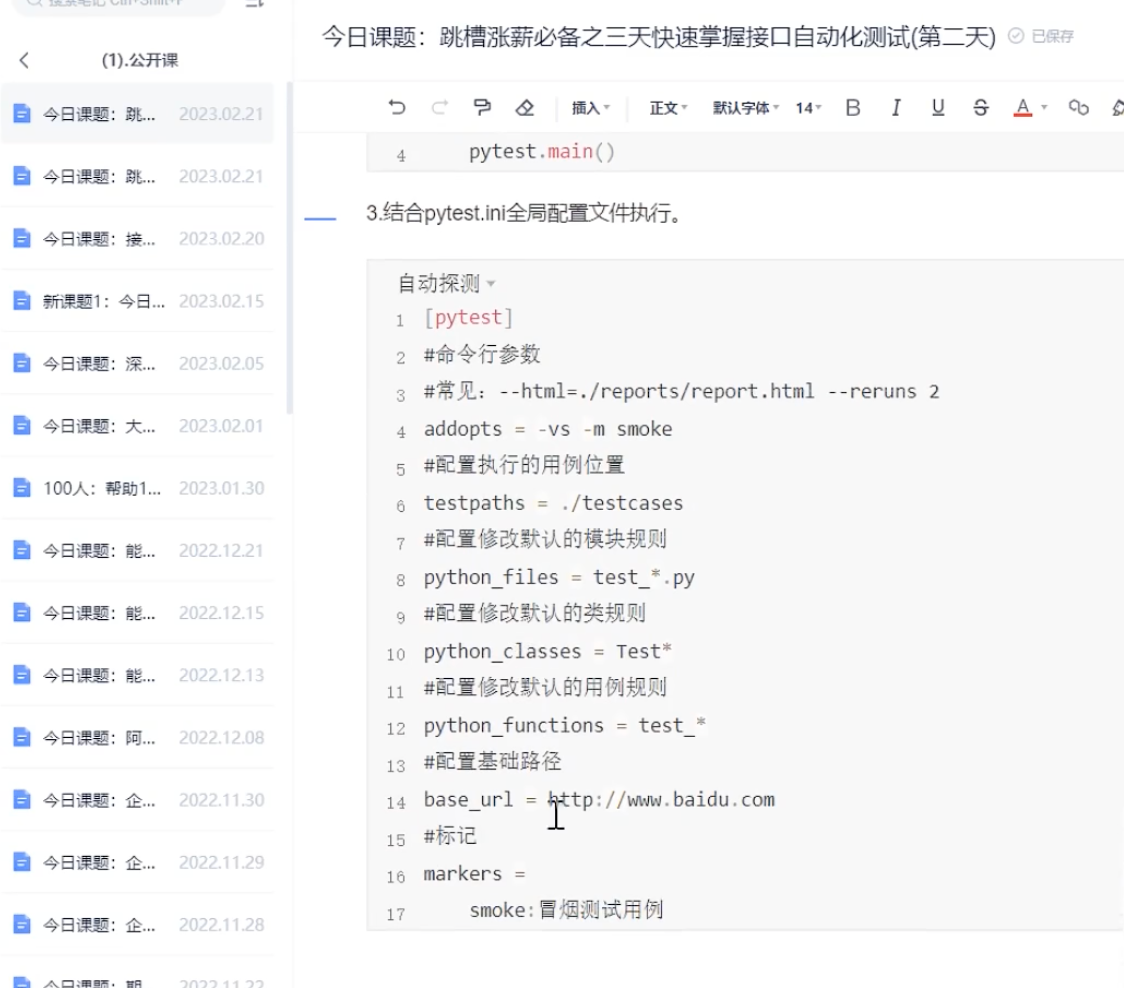 搜索笔记 Ctrl+Shift+F
(1).公开课
今日课题：跳... 2023.02.21
今日课题：跳... 2023.02.21
今日课题：接... 2023.02.20
新课题1：今日... 2023.02.15
今日课题：深... 2023.02.05
今日课题：大... 2023.02.01
100人：帮助1... 2023.01.30
今日课题：能... 2022.12.21
今日课题：能... 2022.12.15
今日课题：能... 2022.12.13
今日课题：阿... 2022.12.08
今日课题：企... 2022.11.30
今日课题：企... 2022.11.29
今日课题：企... 2022.11.28
今日课题：期... 2022.11.22
今日课题：跳槽涨薪必备之三天快速掌握接口自动化测试(第二天) 已保存
插入 正文 默认字体 14 B I U S A
4 pytest.main()
3.结合pytest.ini全局配置文件执行。
自动探测
1 [pytest]
2 #命令行参数
3 #常见：--html=./reports/report.html --reruns 2
4 addopts = -vs -m smoke
5 #配置执行的用例位置
6 testpaths = ./testcases
7 #配置修改默认的模块规则
8 python_files = test_*.py
9 #配置修改默认的类规则
10 python_classes = Test*
11 #配置修改默认的用例规则
12 python_functions = test_*
13 #配置基础路径
14 base_url = http://www.baidu.com
15 #标记
16 markers =
17 smoke:冒烟测试用例